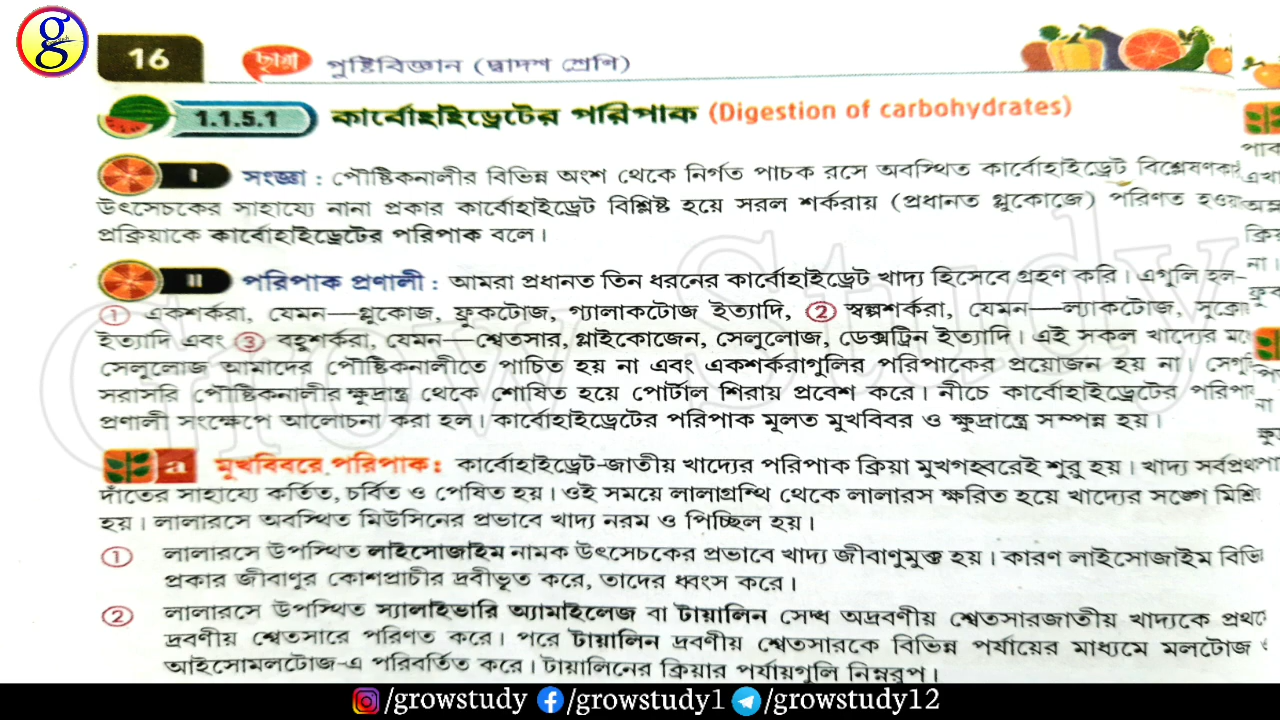 g
16
ছায়া
পুষ্টিবিজ্ঞান (দ্বাদশ শ্রেণি)
1.1.5.1 কার্বোহাইড্রেটের পরিপাক (Digestion of carbohydrates)
I সংজ্ঞা : পৌষ্টিকনালীর বিভিন্ন অংশ থেকে নির্গত পাচক রসে অবস্থিত কার্বোহাইড্রেট
উৎসেচকের সাহায্যে নানা প্রকার কার্বোহাইড্রেট বিশ্লিষ্ট হয়ে সরল শর্করায় (প্রধানত গ্লুকোজে) পরিণত
প্রক্রিয়াকে কার্বোহাইড্রেটের পরিপাক বলে।
II পরিপাক প্রণালী : আমরা প্রধানত তিন ধরনের কার্বোহাইড্রেট খাদ্য হিসেবে গ্রহণ করি। এগুলি হল–
① একশর্করা, যেমন—গ্লুকোজ, ফ্রুকটোজ, গ্যালাকটোজ ইত্যাদি, ② স্বল্পশর্করা, যেমন—ল্যাকটোজ,
ইত্যাদি এবং ③ বহুশর্করা, যেমন—শ্বেতসার, গ্লাইকোজেন, সেলুলোজ, ডেক্সট্রিন ইত্যাদি। এই সকল খাদ্যের
সেলুলোজ আমাদের পৌষ্টিকনালীতে পাচিত হয় না এবং একশর্করাগুলির পরিপাকের প্রয়োজন হয় না।
সরাসরি পৌষ্টিকনালীর ক্ষুদ্রান্ত্র থেকে শোষিত হয়ে পোর্টাল শিরায় প্রবেশ করে। নীচে কার্বোহাইড্রেটের
প্রণালী সংক্ষেপে আলোচনা করা হল। কার্বোহাইড্রেটের পরিপাক মূলত মুখবিবর ও ক্ষুদ্রান্ত্রে সম্পন্ন হয়।
a মুখবিবরে পরিপাক: কার্বোহাইড্রেট-জাতীয় খাদ্যের পরিপাক ক্রিয়া মুখগহ্বরেই শুরু হয়। খাদ্য
দাঁতের সাহায্যে কর্তিত, চর্বিত ও পেষিত হয়। ওই সময়ে লালাগ্রন্থি থেকে লালারস ক্ষরিত হয়ে খাদ্যের সঙ্গে
হয়। লালারসে অবস্থিত মিউসিনের প্রভাবে খাদ্য নরম ও পিচ্ছিল হয়।
① লালারসে উপস্থিত লাইসোজাইম নামক উৎসেচকের প্রভাবে খাদ্য জীবাণুমুক্ত হয়। কারণ লাইসোজাইম
প্রকার জীবাণুর কোশপ্রাচীর দ্রবীভূত করে, তাদের ধ্বংস করে।
② লালারসে উপস্থিত স্যালাইভারি অ্যামাইলেজ বা টায়ালিন সেদ্ধ অদ্রবণীয় শ্বেতসারজাতীয় খাদ্যকে
দ্রবণীয় শ্বেতসারে পরিণত করে। পরে টায়ালিন দ্রবণীয় শ্বেতসারকে বিভিন্ন পর্যায়ের মাধ্যমে মলটোজ
আইসোমলটোজ-এ পরিবর্তিত করে। টায়ালিনের ক্রিয়ার পর্যায়গুলি নিম্নরূপ।
Grow Study
/growstudy /growstudy1 /growstudy12